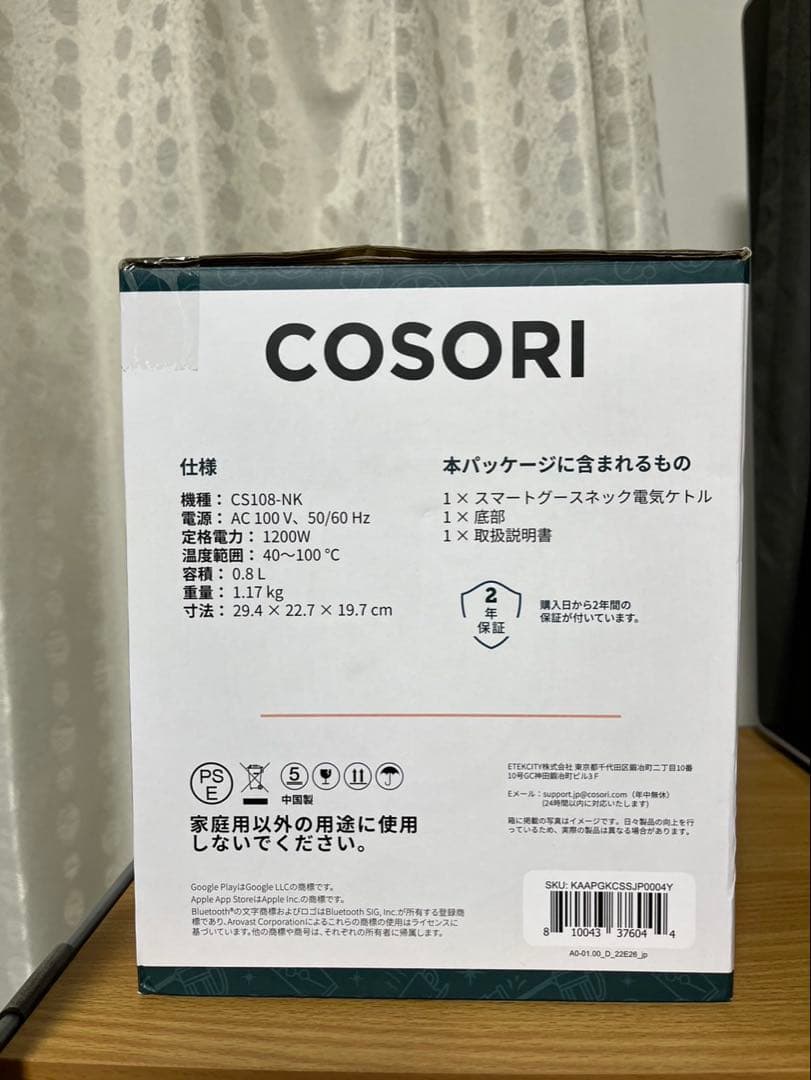 COSORI
仕様
機種： CS108-NK
電源： AC 100 V、50/60 Hz
定格電力： 1200W
温度範囲： 40～100 ℃
容積： 0.8 L
重量： 1.17 kg
寸法： 29.4 × 22.7 × 19.7 cm
本パッケージに含まれるもの
1 × スマートグースネック電気ケトル
1 × 底部
1 × 取扱説明書
2
年
保証
購入日から2年間の
保証が付いています。
PS
E
5
11
中国製
家庭用以外の用途に使用
しないでください。
ETEKCITY株式会社 東京都千代田区鍛冶町二丁目10番
10号GC神田鍛冶町ビル3 F
Eメール：support.jp@cosori.com（年中無休）
(24時間以内に対応いたします)
箱に掲載の写真はイメージです。日々製品の向上を行
っているため、実際の製品は異なる場合があります。
Google PlayはGoogle LLCの商標です。
Apple App StoreはApple Inc.の商標です。
Bluetooth®の文字商標およびロゴはBluetooth SIG, Inc.が所有する登録商
標であり、Arovast Corporationによるこれらの商標の使用はライセンスに
基づいています。他の商標や商号は、それぞれの所有者に帰属します。
SKU: KAAPGKCSSJP0004Y
8 10043 37604 4
A0-01.00_D_22E26_jp